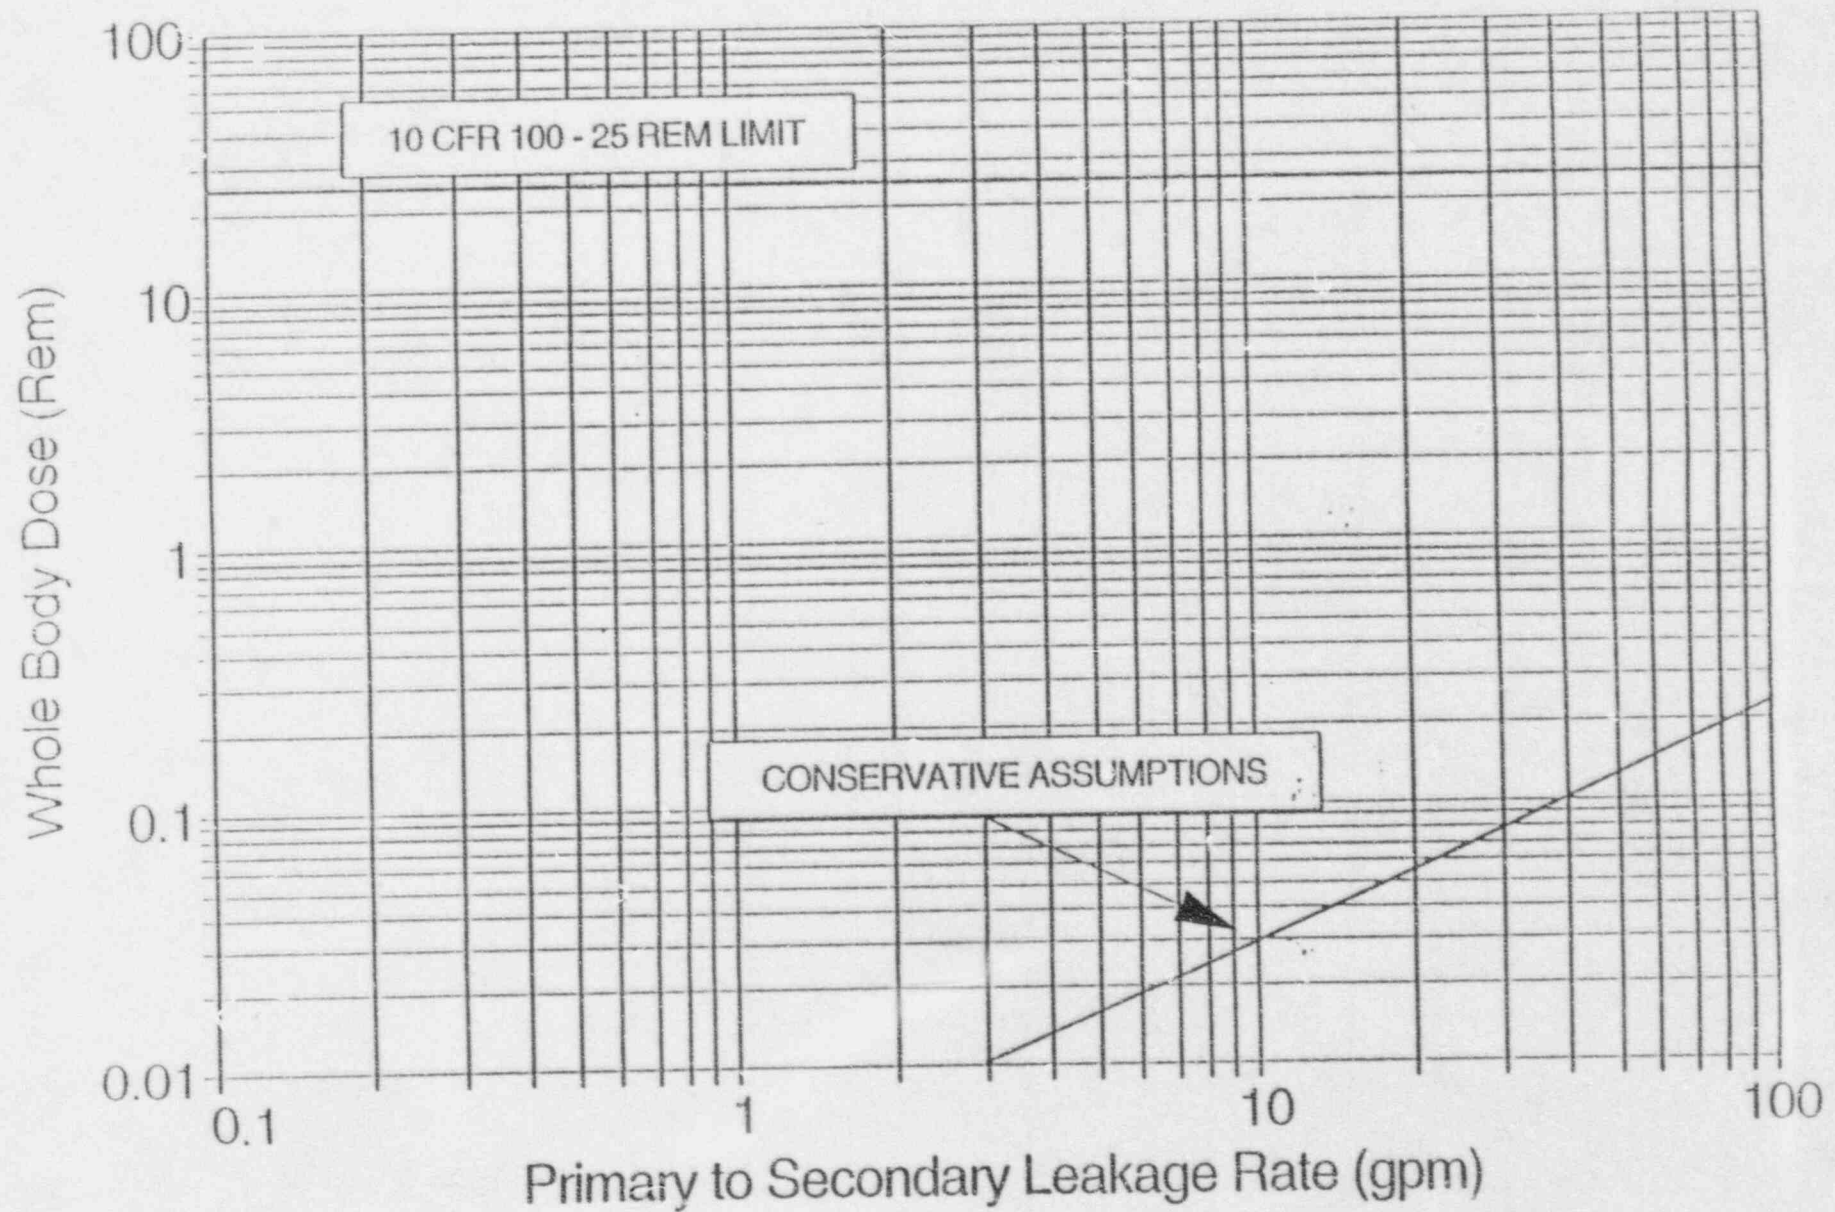 100
10 CFR 100 - 25 REM LIMIT
10
1
CONSERVATIVE ASSUMPTIONS
0.1
0.01
0.1
1
10
100
Whole Body Dose (Rem)
Primary to Secondary Leakage Rate (gpm)